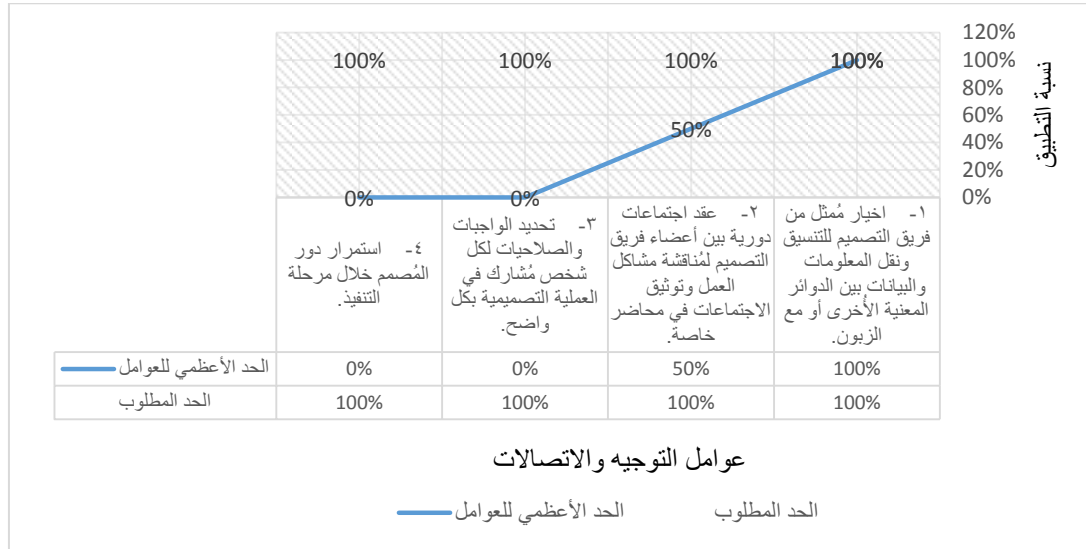 120%
100%
80%
60%
40%
20%
0%
نسبة التطبيق
100%
100%
100%
100%
50%
0%
0%
١- اخيار مُمثل من
فريق التصميم للتنسيق
ونقل المعلومات
والبيانات بين الدوائر
المعنية الأُخرى أو مع
الزبون.
٢- عقد اجتماعات
دورية بين أعضاء فريق
التصميم لمُناقشة مشاكل
العمل وتوثيق
الاجتماعات في محاضر
خاصة.
٣- تحديد الواجبات
والصلاحيات لكل
شخص مُشارك في
العملية التصميمية بكل
واضح.
٤- استمرار دور
المُصمم خلال مرحلة
التنفيذ.
الحد الأعظمي للعوامل 100% 50% 0% 0%
الحد المطلوب 100% 100% 100% 100%
عوامل التوجيه والاتصالات
الحد المطلوب الحد الأعظمي للعوامل